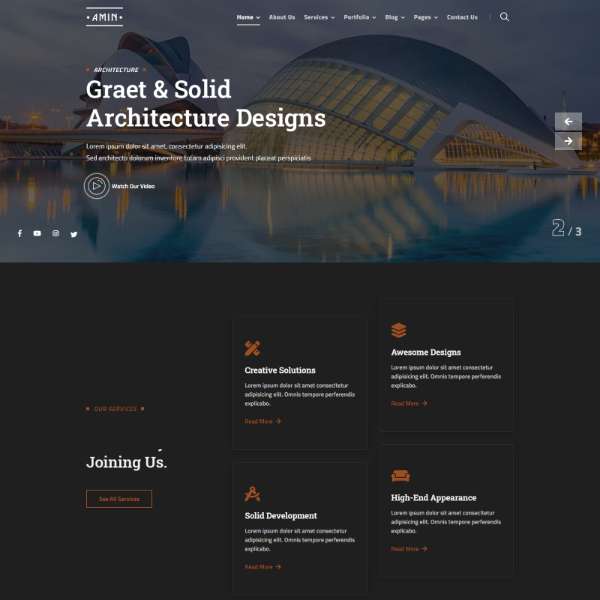 AMIN
Home About Us Services Portfolio Blog Pages Contact Us
ARCHITECTURE
Graet & Solid
Architecture Designs
Lorem ipsum dolor sit amet, consectetur adipisicing elit.
Sed architecto dolorum inventore totam adipisci provident placeat perspiciatis
Watch Our Video
2 / 3
OUR SERVICES
Joining Us.
See All Services
Creative Solutions
Lorem ipsum dolor sit amet consectetur
adipisicing elit. Omnis tempore perferendis
explicabo.
Read More
Solid Development
Lorem ipsum dolor sit amet consectetur
adipisicing elit. Omnis tempore perferendis
explicabo.
Read More
Awesome Designs
Lorem ipsum dolor sit amet consectetur
adipisicing elit. Omnis tempore perferendis
explicabo.
Read More
High-End Appearance
Lorem ipsum dolor sit amet consectetur
adipisicing elit. Omnis tempore perferendis
explicabo.
Read More